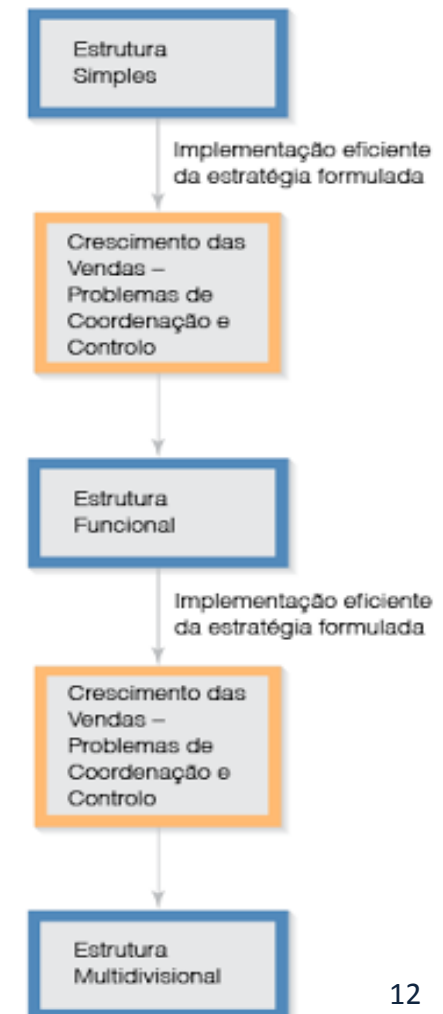 Estrutura
Simples
Implementação eficiente
da estratégia formulada
Crescimento das
Vendas –
Problemas de
Coordenação e
Controlo
Estrutura
Funcional
Implementação eficiente
da estratégia formulada
Crescimento das
Vendas –
Problemas de
Coordenação e
Controlo
Estrutura
Multidivisional
12